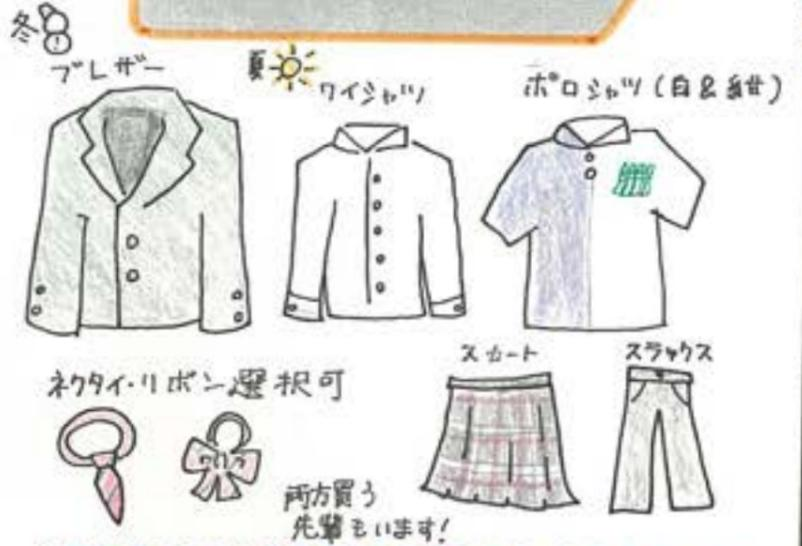 冬
ブレザー
夏
ワイシャツ
ポロシャツ(白&紺)
ネクタイ・リボン選択可
スカート
スラックス
両方買う
先輩もいます!